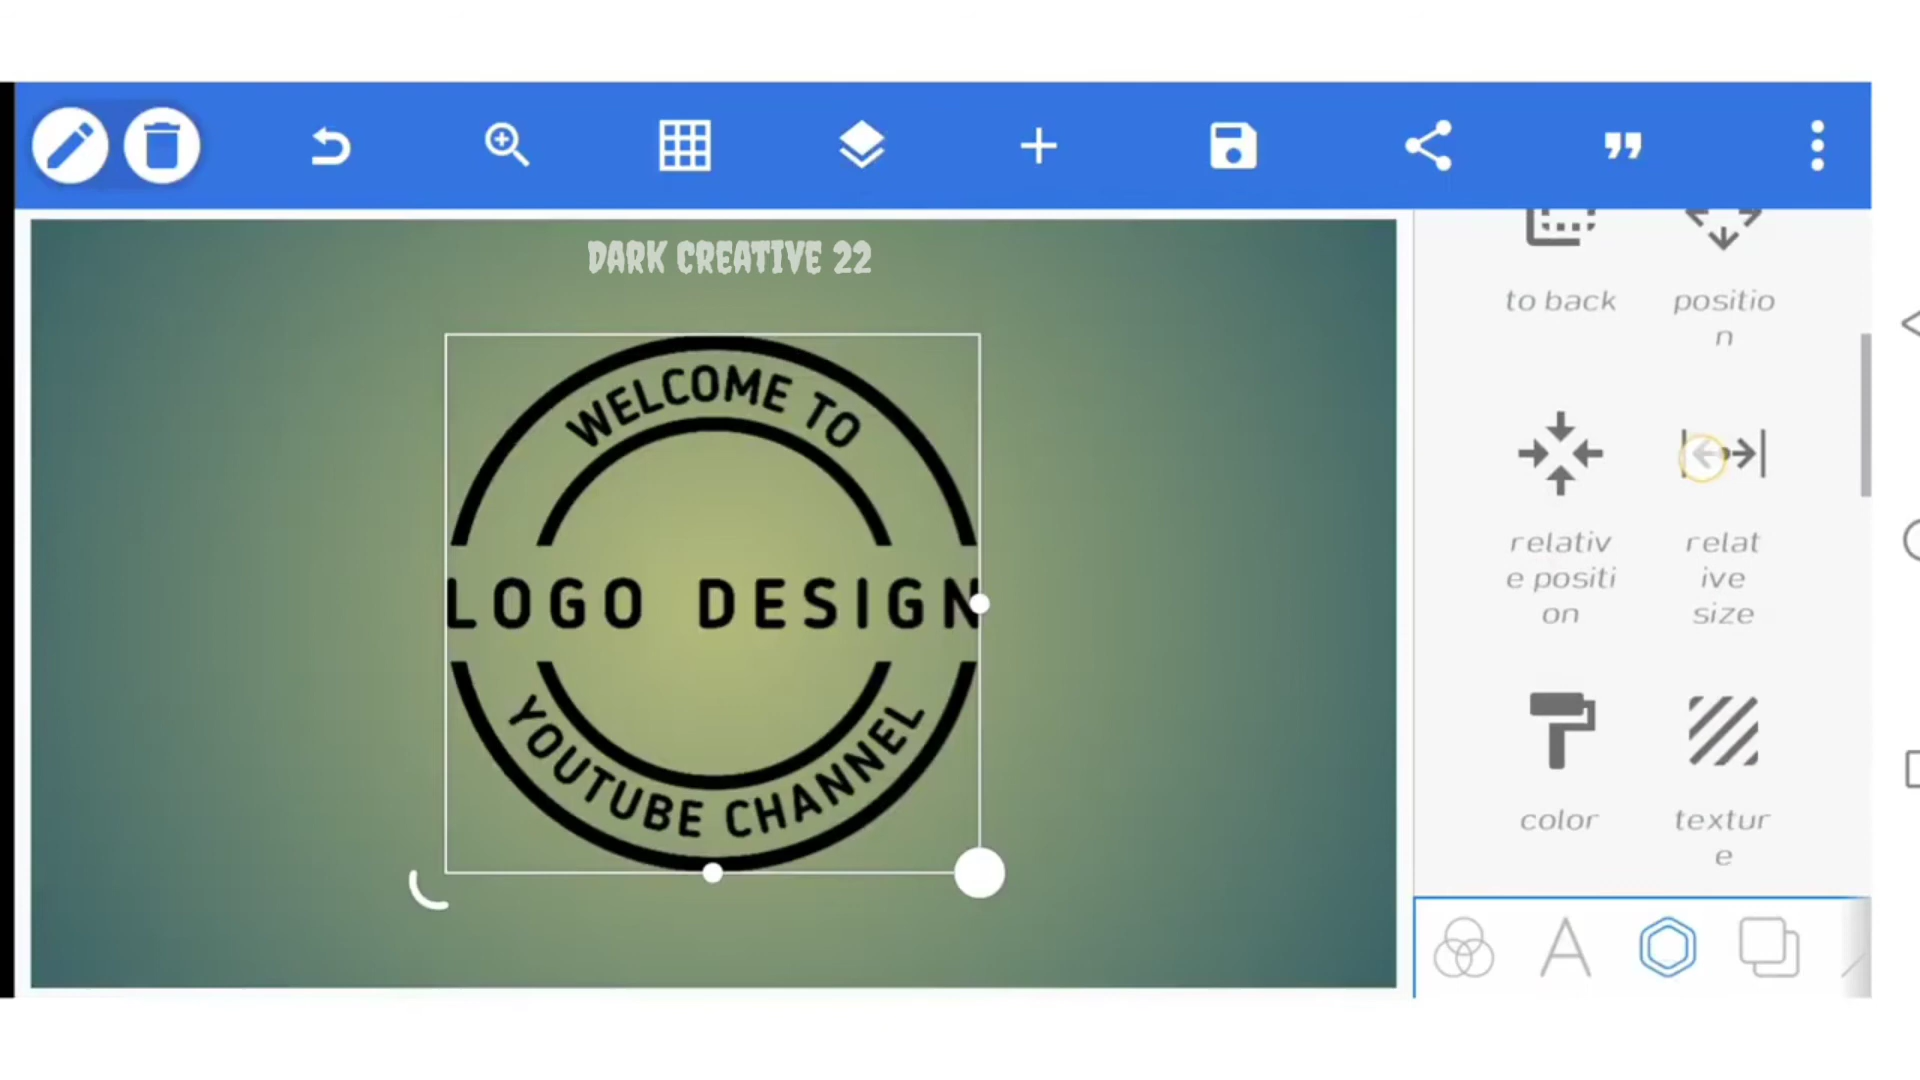 DARK CREATIVE 22
to back
positio
n
WELCOME TO
LOGO DESIGN
YOUTUBE CHANNEL
relativ
e positi
on
relat
ive
size
color
textur
e